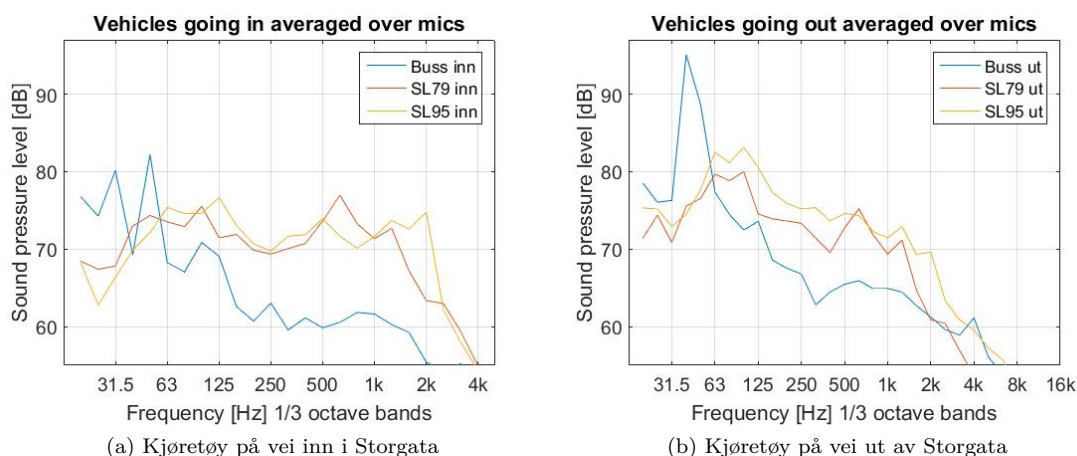 Vehicles going in averaged over mics
Buss inn
SL79 inn
SL95 inn
90
80
70
60
Sound pressure level [dB]
31.5 63 125 250 500 1k 2k 4k
Frequency [Hz] 1/3 octave bands
(a) Kjøretøy på vei inn i Storgata
Vehicles going out averaged over mics
Buss ut
SL79 ut
SL95 ut
90
80
70
60
Sound pressure level [dB]
31.5 63 125 250 500 1k 2k 4k 8k 16k
Frequency [Hz] 1/3 octave bands
(b) Kjøretøy på vei ut av Storgata